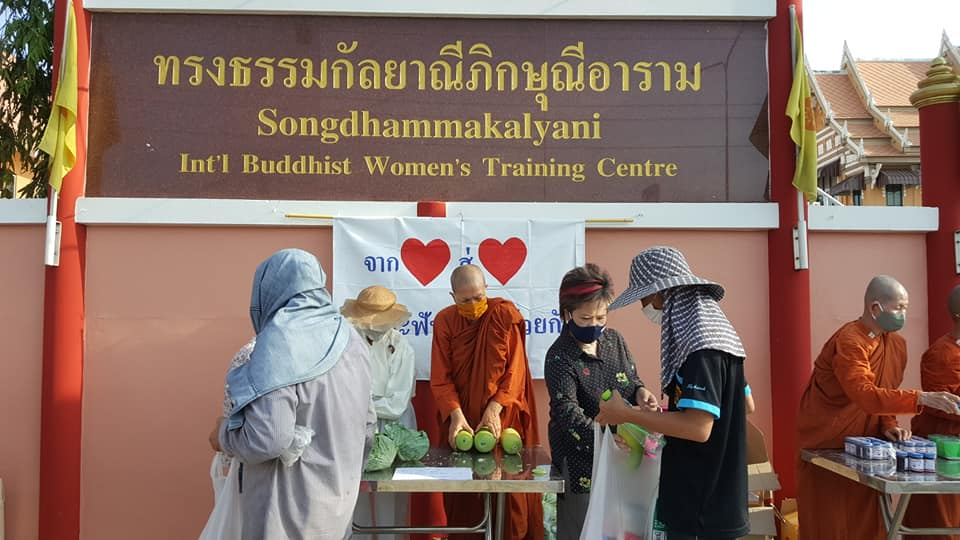 ทรงธรรมกัลยาณีภิกษุณีอาราม
Songdhammakalyani
Int'l Buddhist Women's Training Centre
จาก สู่